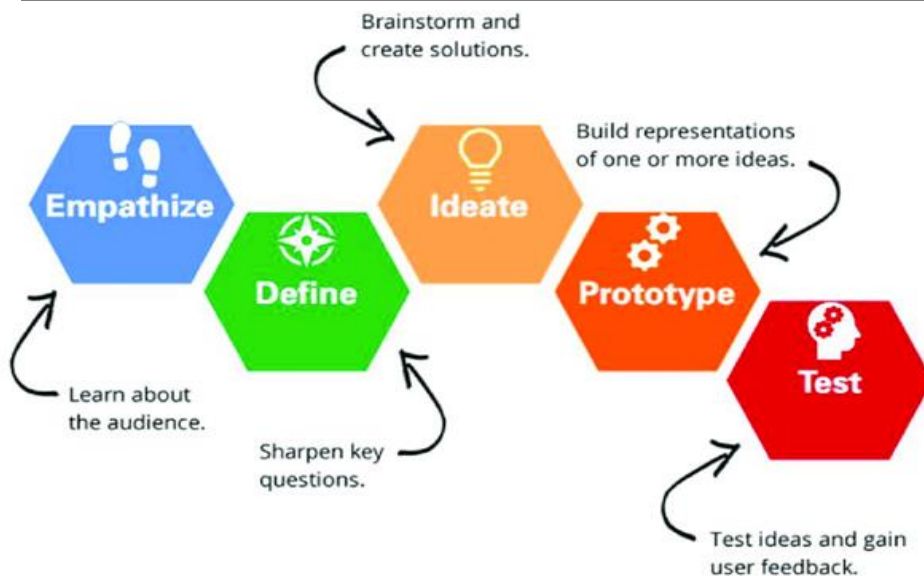 Brainstorm and
create solutions.
Build representations
of one or more ideas.
Empathize
Ideate
Define
Prototype
Test
Learn about
the audience.
Sharpen key
questions.
Test ideas and gain
user feedback.